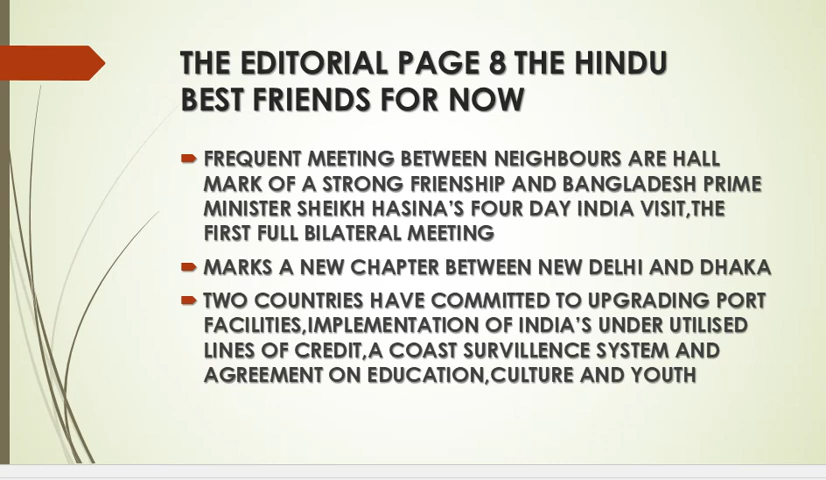 THE EDITORIAL PAGE 8 THE HINDU
BEST FRIENDS FOR NOW
FREQUENT MEETING BETWEEN NEIGHBOURS ARE HALL
MARK OF A STRONG FRIENSHIP AND BANGLADESH PRIME
MINISTER SHEIKH HASINA’S FOUR DAY INDIA VISIT,THE
FIRST FULL BILATERAL MEETING
MARKS A NEW CHAPTER BETWEEN NEW DELHI AND DHAKA
TWO COUNTRIES HAVE COMMITTED TO UPGRADING PORT
FACILITIES,IMPLEMENTATION OF INDIA’S UNDER UTILISED
LINES OF CREDIT,A COAST SURVILLENCE SYSTEM AND
AGREEMENT ON EDUCATION,CULTURE AND YOUTH